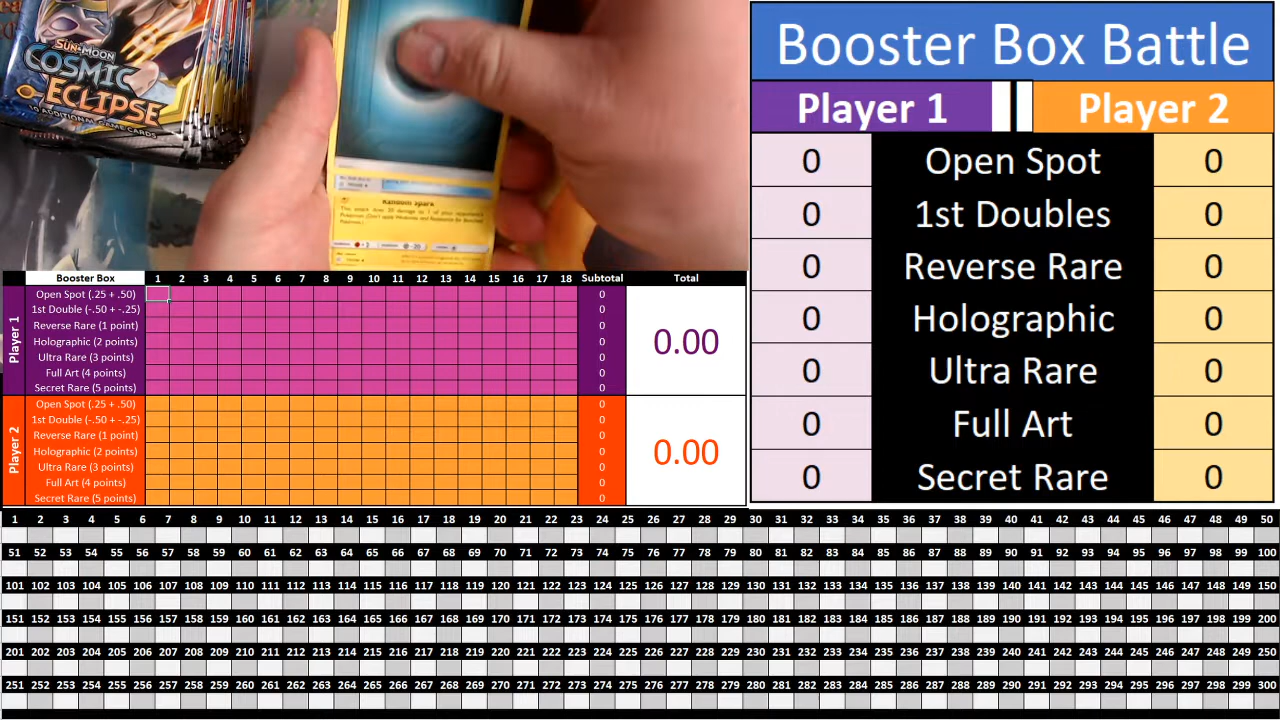 SUN & MOON
COSMIC
ECLIPSE
10 ADDITIONAL GAME CARDS
Random Spark
Booster Box Battle
Player 1 Player 2
0 Open Spot 0
0 1st Doubles 0
0 Reverse Rare 0
0 Holographic 0
0 Ultra Rare 0
0 Full Art 0
0 Secret Rare 0
Booster Box 1 2 3 4 5 6 7 8 9 10 11 12 13 14 15 16 17 18 Subtotal Total
Player 1
Open Spot (.25 + .50) 0
1st Double (-.50 + -.25) 0
Reverse Rare (1 point) 0
Holographic (2 points) 0
Ultra Rare (3 points) 0
Full Art (4 points) 0
Secret Rare (5 points) 0
0.00
Player 2
Open Spot (.25 + .50) 0
1st Double (-.50 + -.25) 0
Reverse Rare (1 point) 0
Holographic (2 points) 0
Ultra Rare (3 points) 0
Full Art (4 points) 0
Secret Rare (5 points) 0
0.00
1 2 3 4 5 6 7 8 9 10 11 12 13 14 15 16 17 18 19 20 21 22 23 24 25 26 27 28 29 30 31 32 33 34 35 36 37 38 39 40 41 42 43 44 45 46 47 48 49 50
51 52 53 54 55 56 57 58 59 60 61 62 63 64 65 66 67 68 69 70 71 72 73 74 75 76 77 78 79 80 81 82 83 84 85 86 87 88 89 90 91 92 93 94 95 96 97 98 99 100
101 102 103 104 105 106 107 108 109 110 111 112 113 114 115 116 117 118 119 120 121 122 123 124 125 126 127 128 129 130 131 132 133 134 135 136 137 138 139 140 141 142 143 144 145 146 147 148 149 150
151 152 153 154 155 156 157 158 159 160 161 162 163 164 165 166 167 168 169 170 171 172 173 174 175 176 177 178 179 180 181 182 183 184 185 186 187 188 189 190 191 192 193 194 195 196 197 198 199 200
201 202 203 204 205 206 207 208 209 210 211 212 213 214 215 216 217 218 219 220 221 222 223 224 225 226 227 228 229 230 231 232 233 234 235 236 237 238 239 240 241 242 243 244 245 246 247 248 249 250
251 252 253 254 255 256 257 258 259 260 261 262 263 264 265 266 267 268 269 270 271 272 273 274 275 276 277 278 279 280 281 282 283 284 285 286 287 288 289 290 291 292 293 294 295 296 297 298 299 300